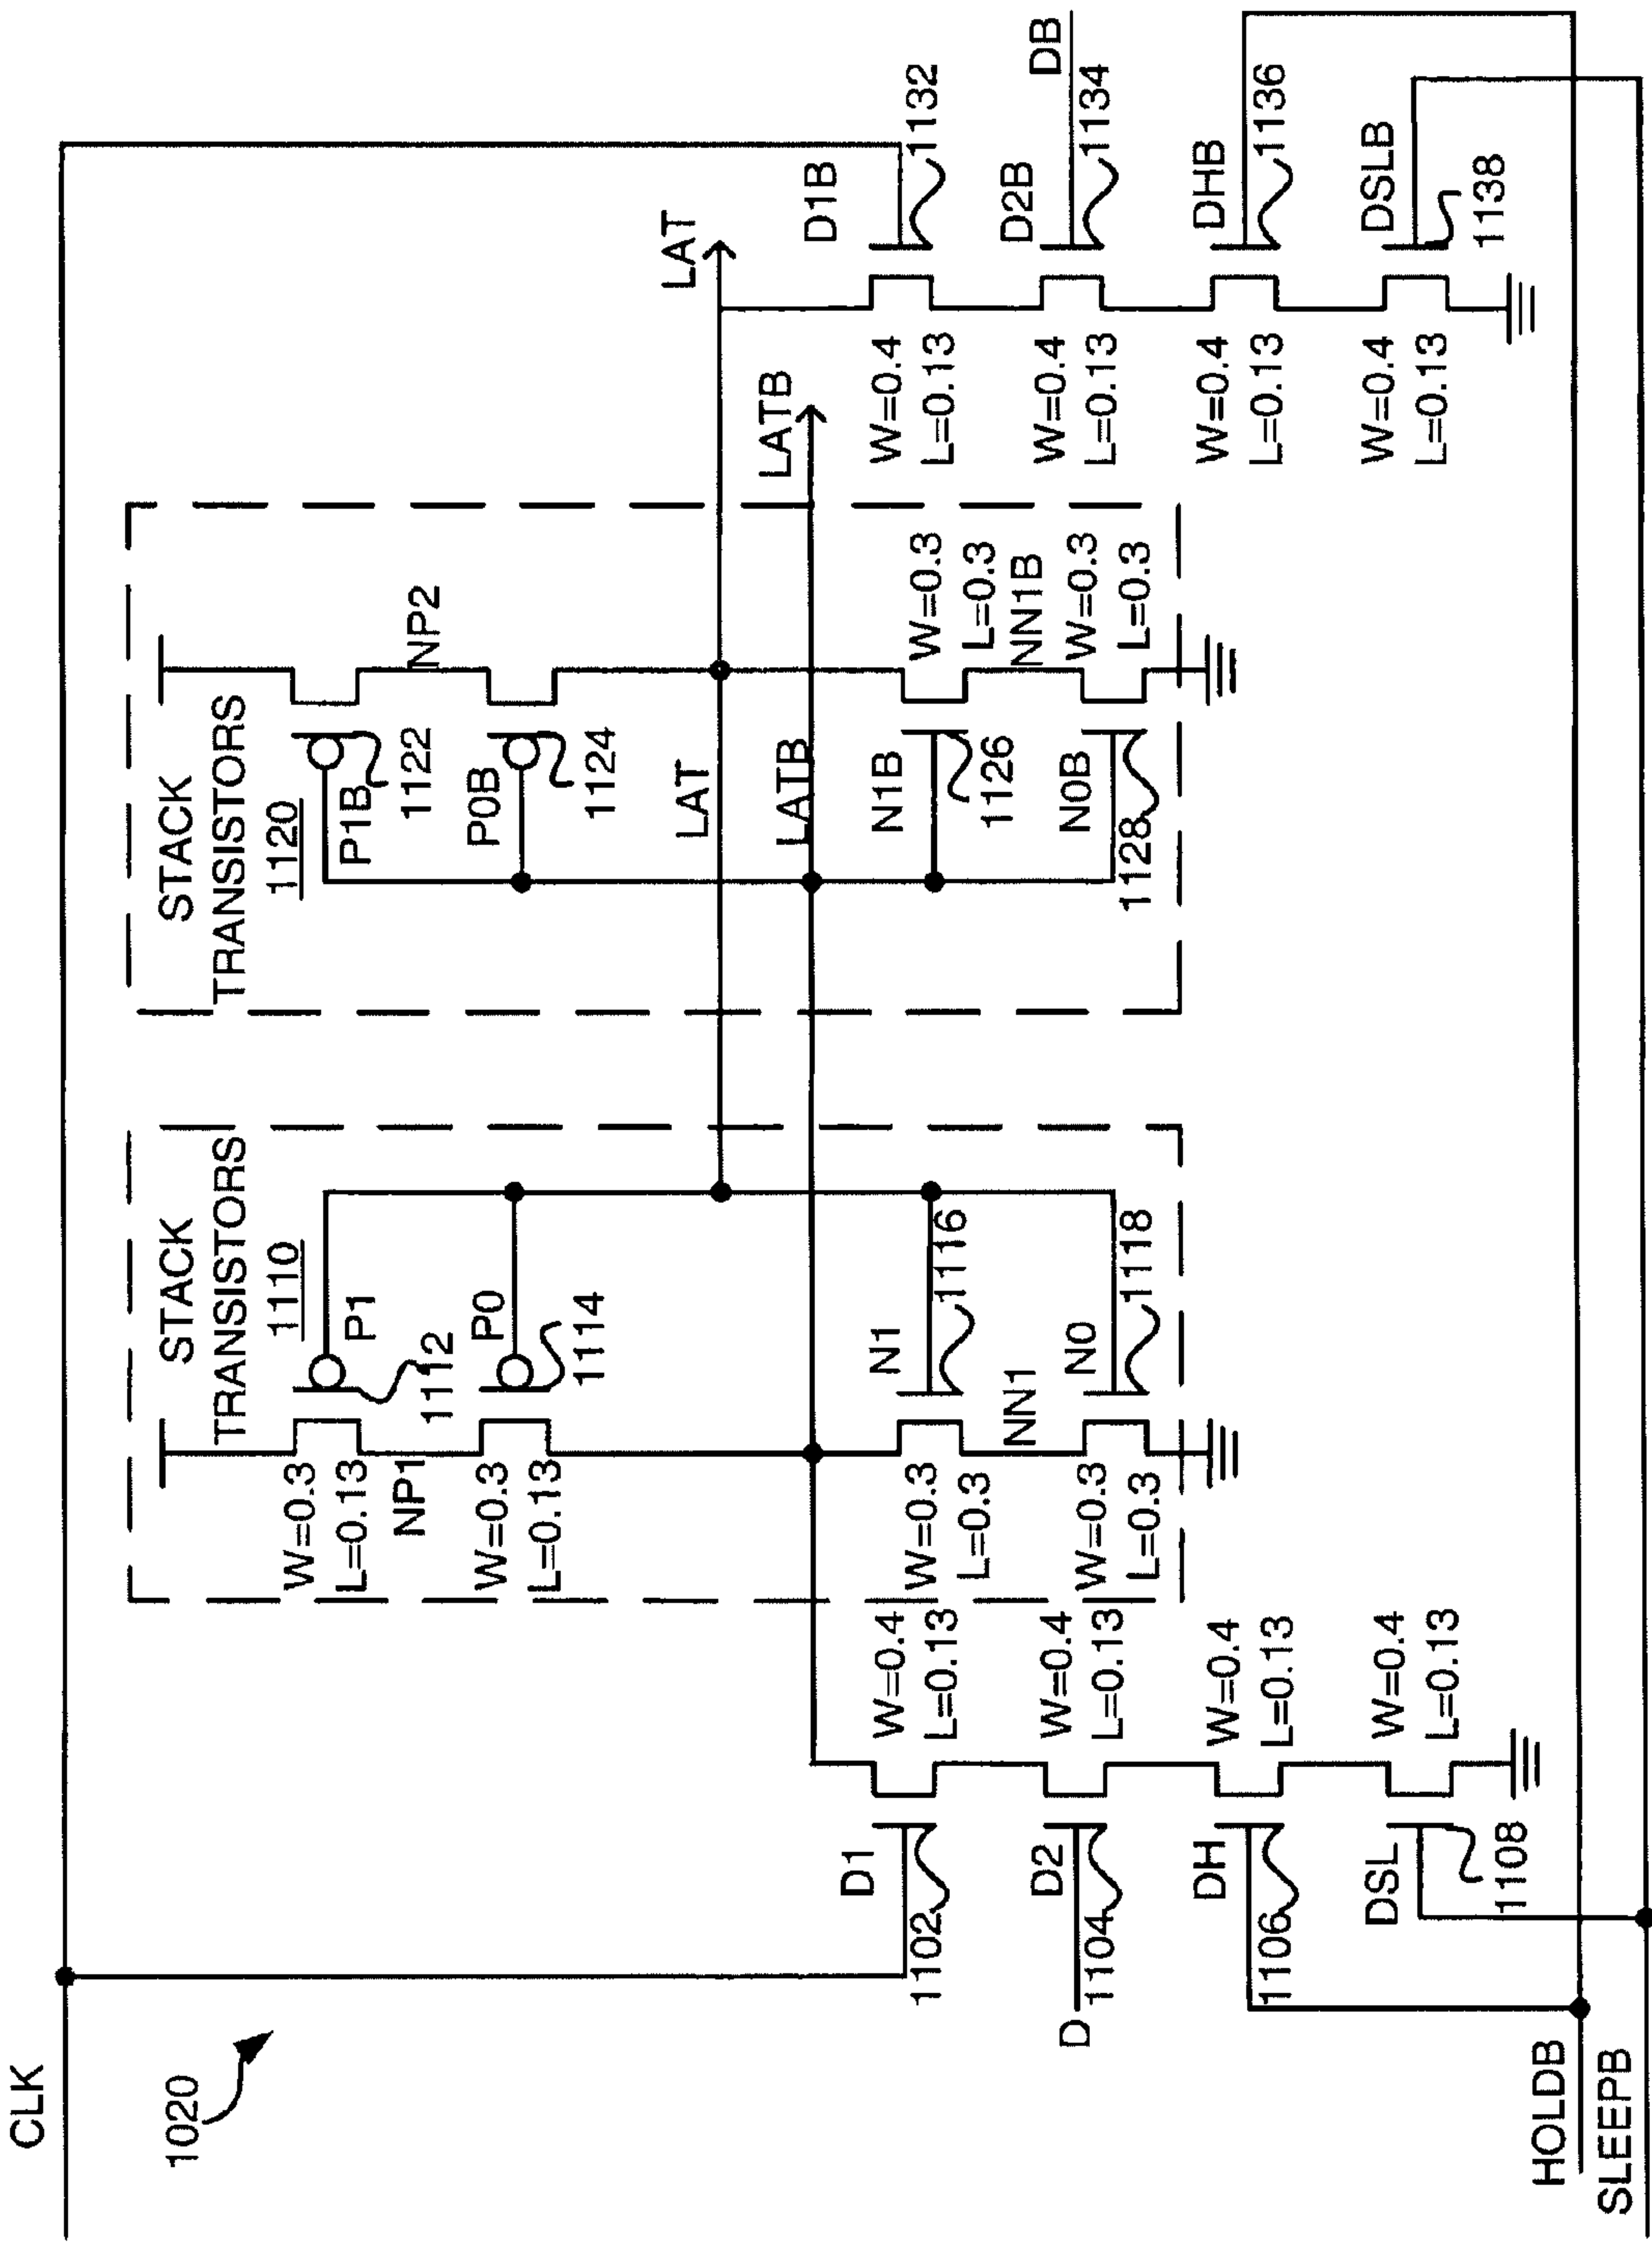 CLK
1020
STACK
TRANSISTORS
1110
P1
1112
W=0.3
L=0.13
NP1
P0
1114
W=0.3
L=0.13
N1
1116
W=0.3
L=0.3
NN1
N0
1118
W=0.3
L=0.3
STACK
TRANSISTORS
1120
P1B
1122
NP2
P0B
1124
LAT
LATB
N1B
1126
W=0.3
L=0.3
NN1B
N0B
1128
W=0.3
L=0.3
LAT
LATB
D1
1102
W=0.4
L=0.13
D2
D
1104
W=0.4
L=0.13
DH
1106
W=0.4
L=0.13
DSL
1108
W=0.4
L=0.13
D1B
1132
W=0.4
L=0.13
D2B
DB
1134
W=0.4
L=0.13
DHB
1136
W=0.4
L=0.13
DSLB
1138
W=0.4
L=0.13
HOLDB
SLEEPB